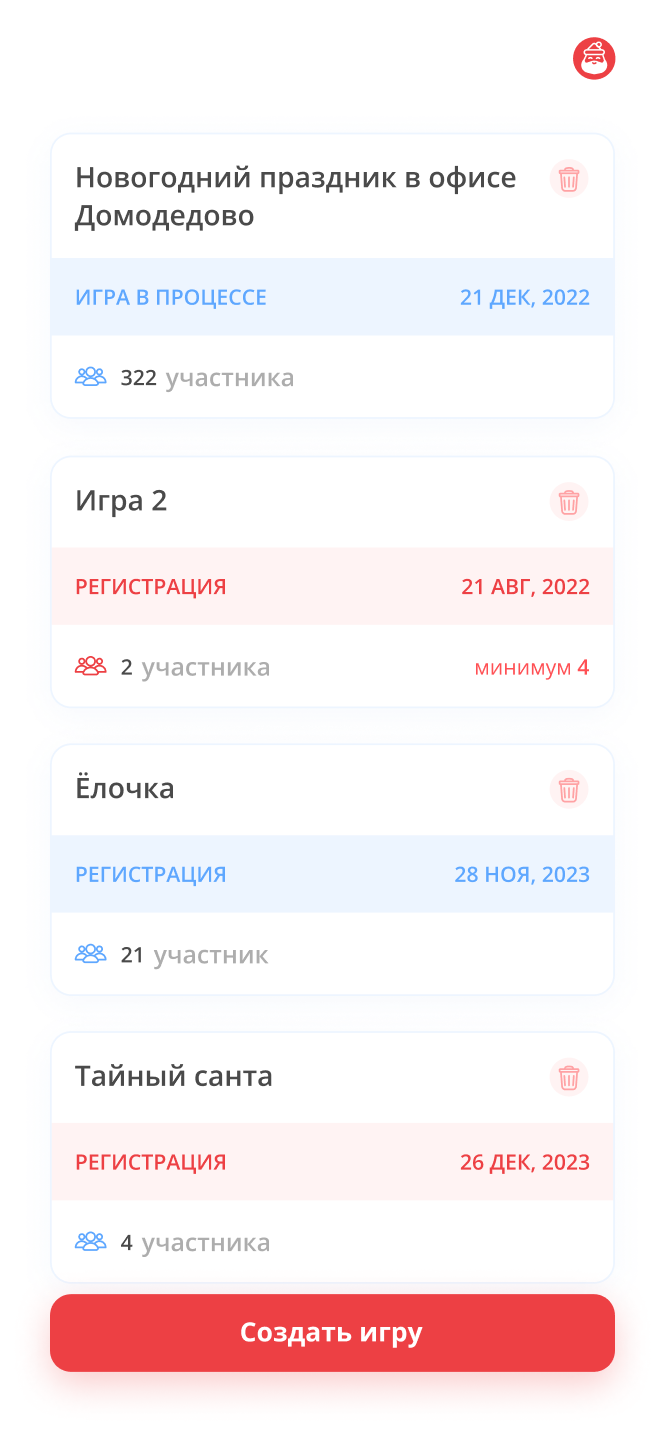 Новогодний праздник в офисе
Домодедово
ИГРА В ПРОЦЕССЕ 21 ДЕК, 2022
322 участника
Игра 2
РЕГИСТРАЦИЯ 21 АВГ, 2022
2 участника минимум 4
Ёлочка
РЕГИСТРАЦИЯ 28 НОЯ, 2023
21 участник
Тайный санта
РЕГИСТРАЦИЯ 26 ДЕК, 2023
4 участника
Создать игру